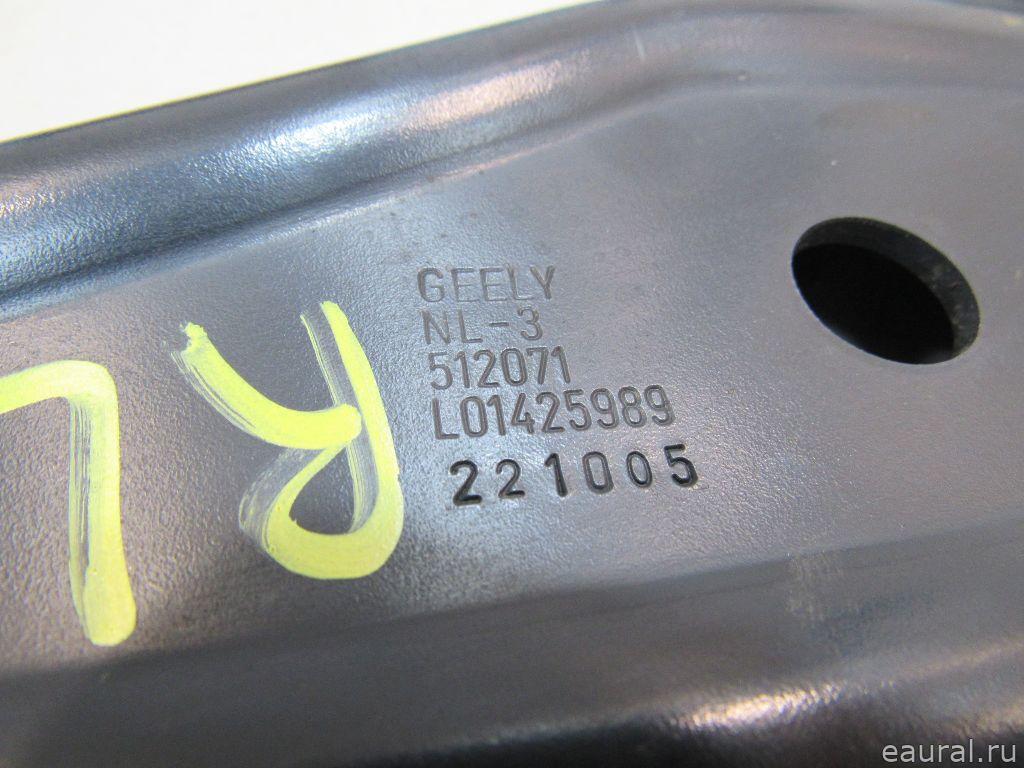 GEELY
NL-3
512071
L01425989
221005
RL
eaural.ru